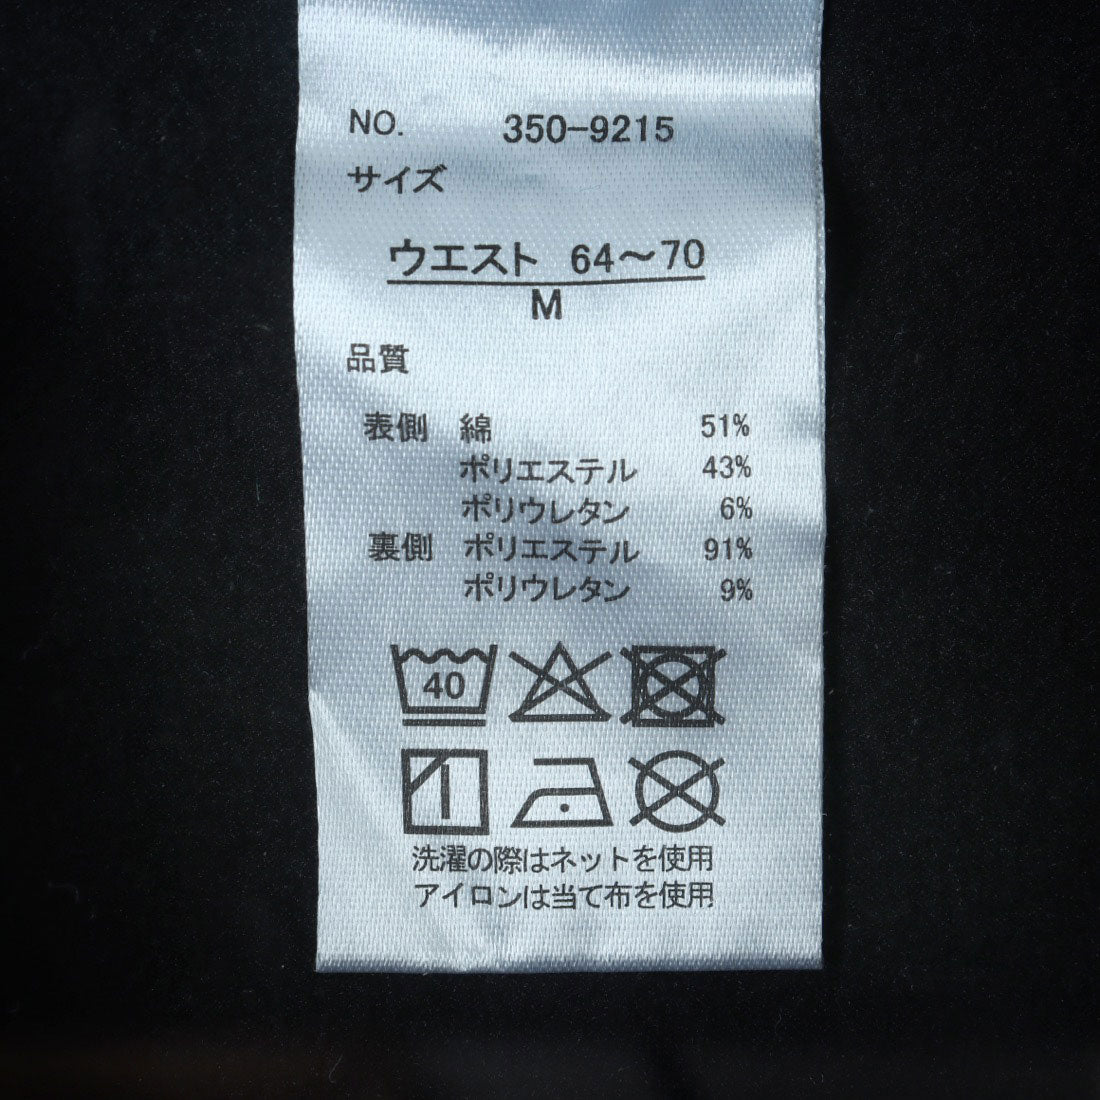 NO. 350-9215
サイズ
ウエスト 64～70
M
品質
表側 綿 51%
ポリエステル 43%
ポリウレタン 6%
裏側 ポリエステル 91%
ポリウレタン 9%
40
洗濯の際はネットを使用
アイロンは当て布を使用